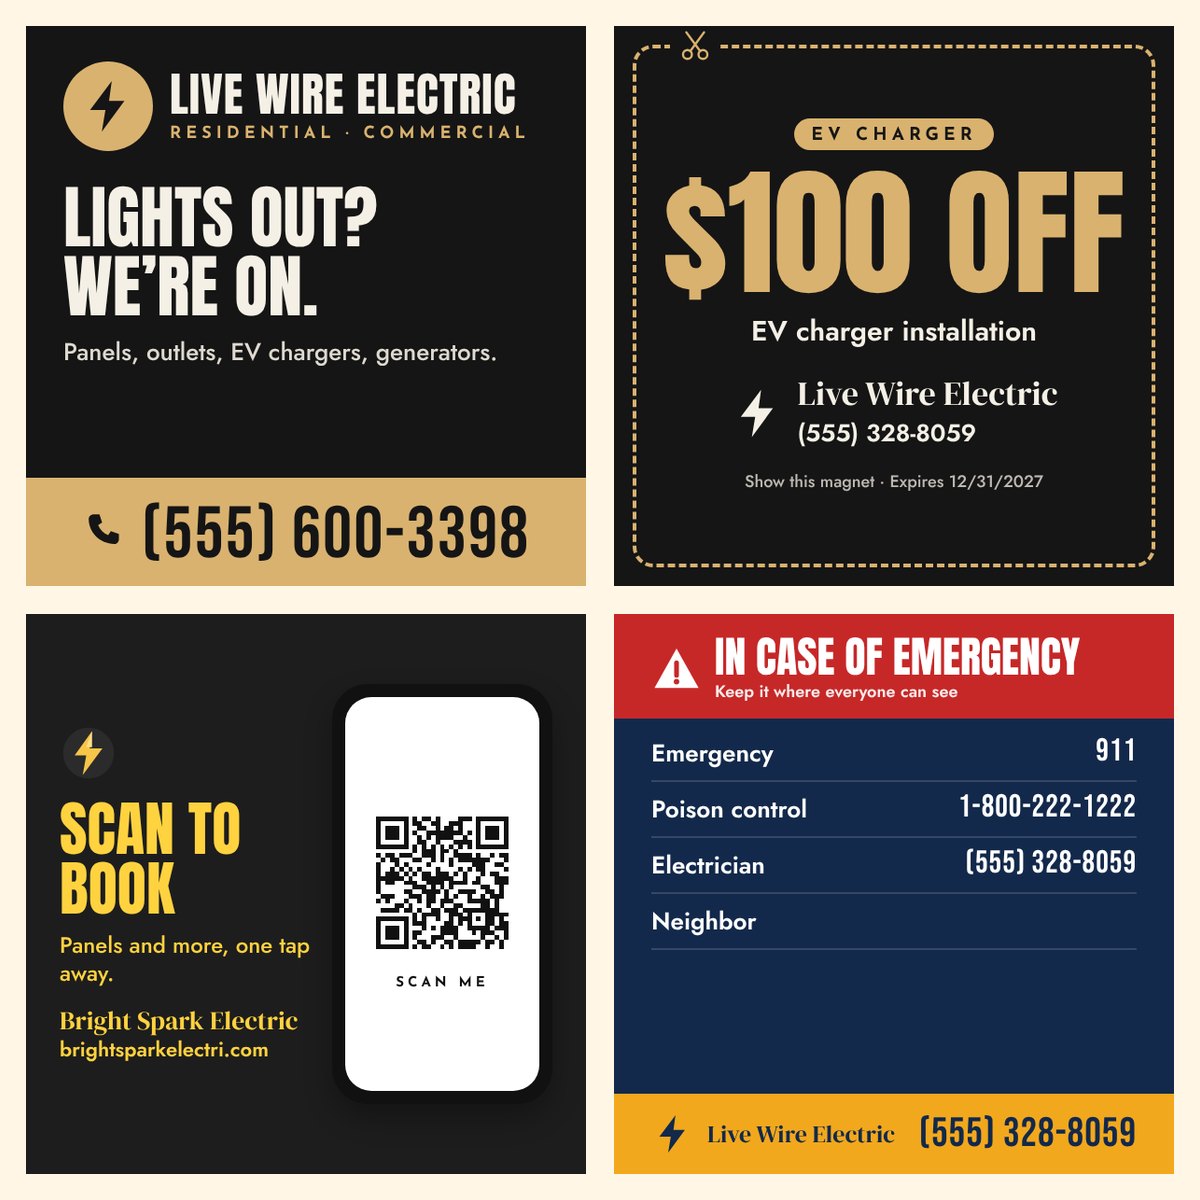 LIVE WIRE ELECTRIC
RESIDENTIAL · COMMERCIAL
LIGHTS OUT?
WE'RE ON.
Panels, outlets, EV chargers, generators.
(555) 600-3398
EV CHARGER
$100 OFF
EV charger installation
Live Wire Electric
(555) 328-8059
Show this magnet · Expires 12/31/2027
SCAN TO
BOOK
Panels and more, one tap
away.
Bright Spark Electric
brightsparkelectri.com
SCAN ME
IN CASE OF EMERGENCY
Keep it where everyone can see
Emergency 911
Poison control 1-800-222-1222
Electrician (555) 328-8059
Neighbor
Live Wire Electric (555) 328-8059